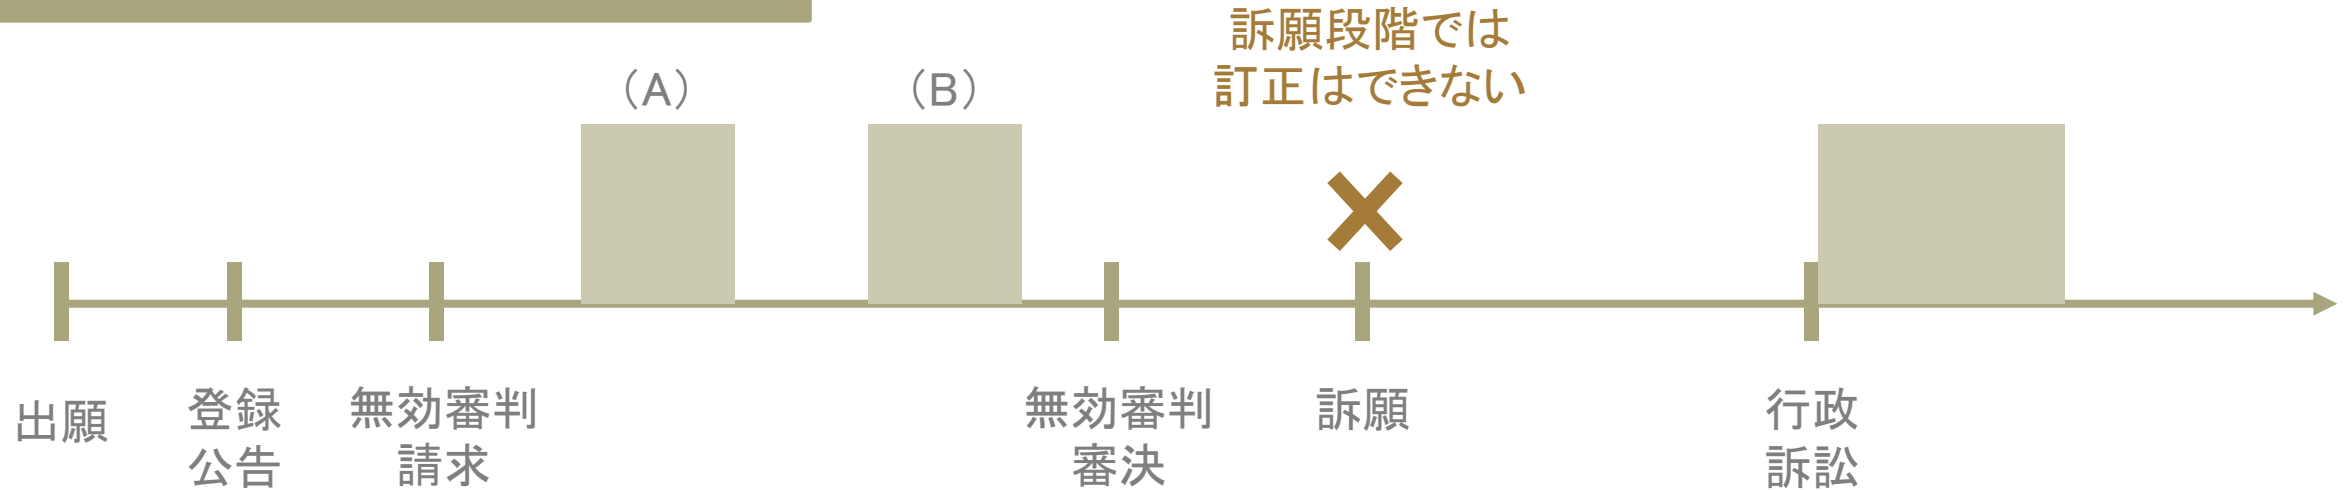 訴願段階では
訂正はできない
（A）
（B）
出願
登録
公告
無効審判
請求
無効審判
審決
訴願
行政
訴訟